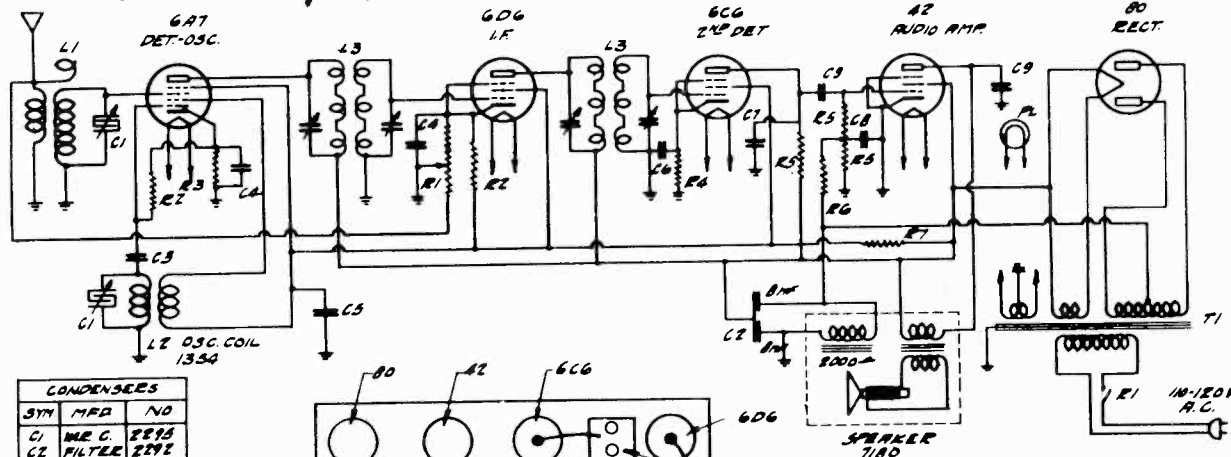 6A7
DET.-OSC.
6D6
I.F.
6C6
2ND DET
42
AUDIO AMP.
80
RECT.
L1
L3
L3
C9
C9
PL
C1
R2
R3
C4
C4
R1
R2
C6
R4
C7
R5
R5
C8
R5
R6
R7
C3
C1
L2 OSC. COIL
1354
C5
C2
8MF
8MF
2000Ω
SPEAKER
7180
T1
R1
110-120V
A.C.
CONDENSERS
SYM MFD NO
C1 VAR. C. 2295
C2 FILTER 2292
80
42
6C6
6D6